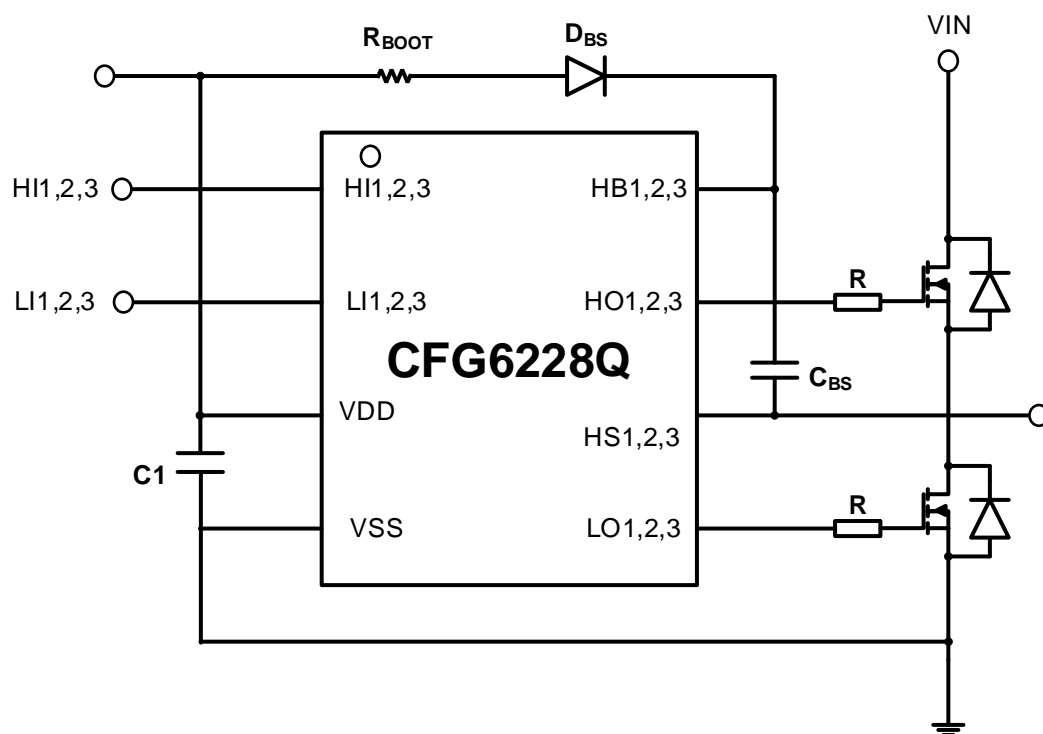 VIN
RBOOT
DBS
HI1,2,3
HI1,2,3
HB1,2,3
LI1,2,3
LI1,2,3
HO1,2,3
R
CFG6228Q
CBS
VDD
HS1,2,3
C1
R
VSS
LO1,2,3